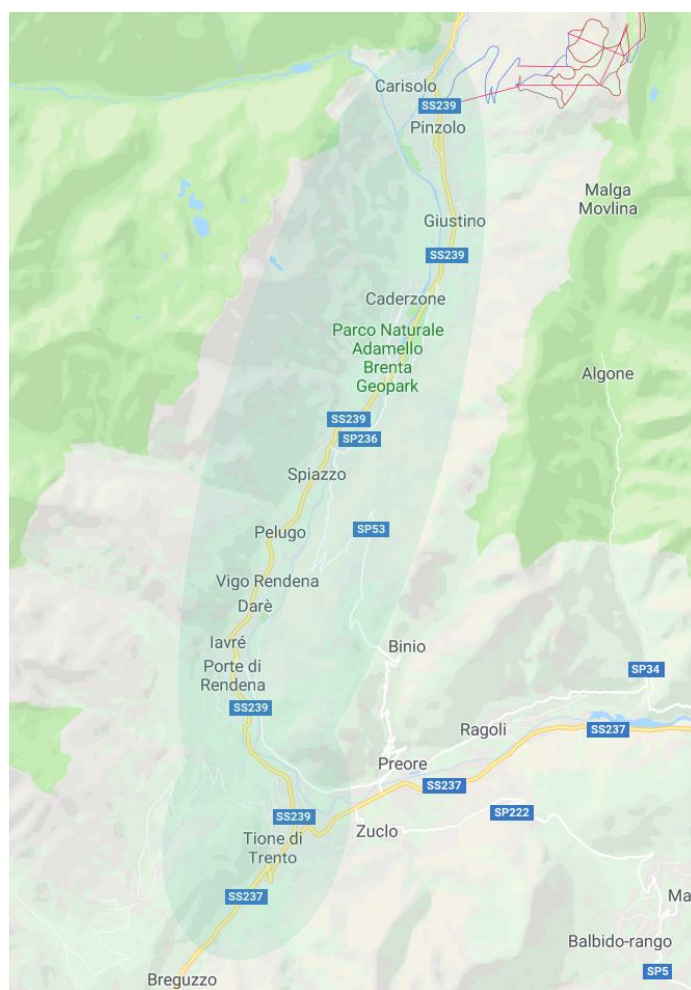 Carisolo
SS239
Pinzolo
Malga
Movlina
Giustino
SS239
Caderzone
Parco Naturale
Adamello
Brenta
Geopark
Algone
SS239
SP236
Spiazzo
SP53
Pelugo
Vigo Rendena
Darè
Iavré
Binio
Porte di
Rendena
SP34
SS239
Ragoli
SS237
Preore
SS237
SP222
SS239
Zuclo
Tione di
Trento
SS237
Ma
Balbido-rango
SP5
Breguzzo